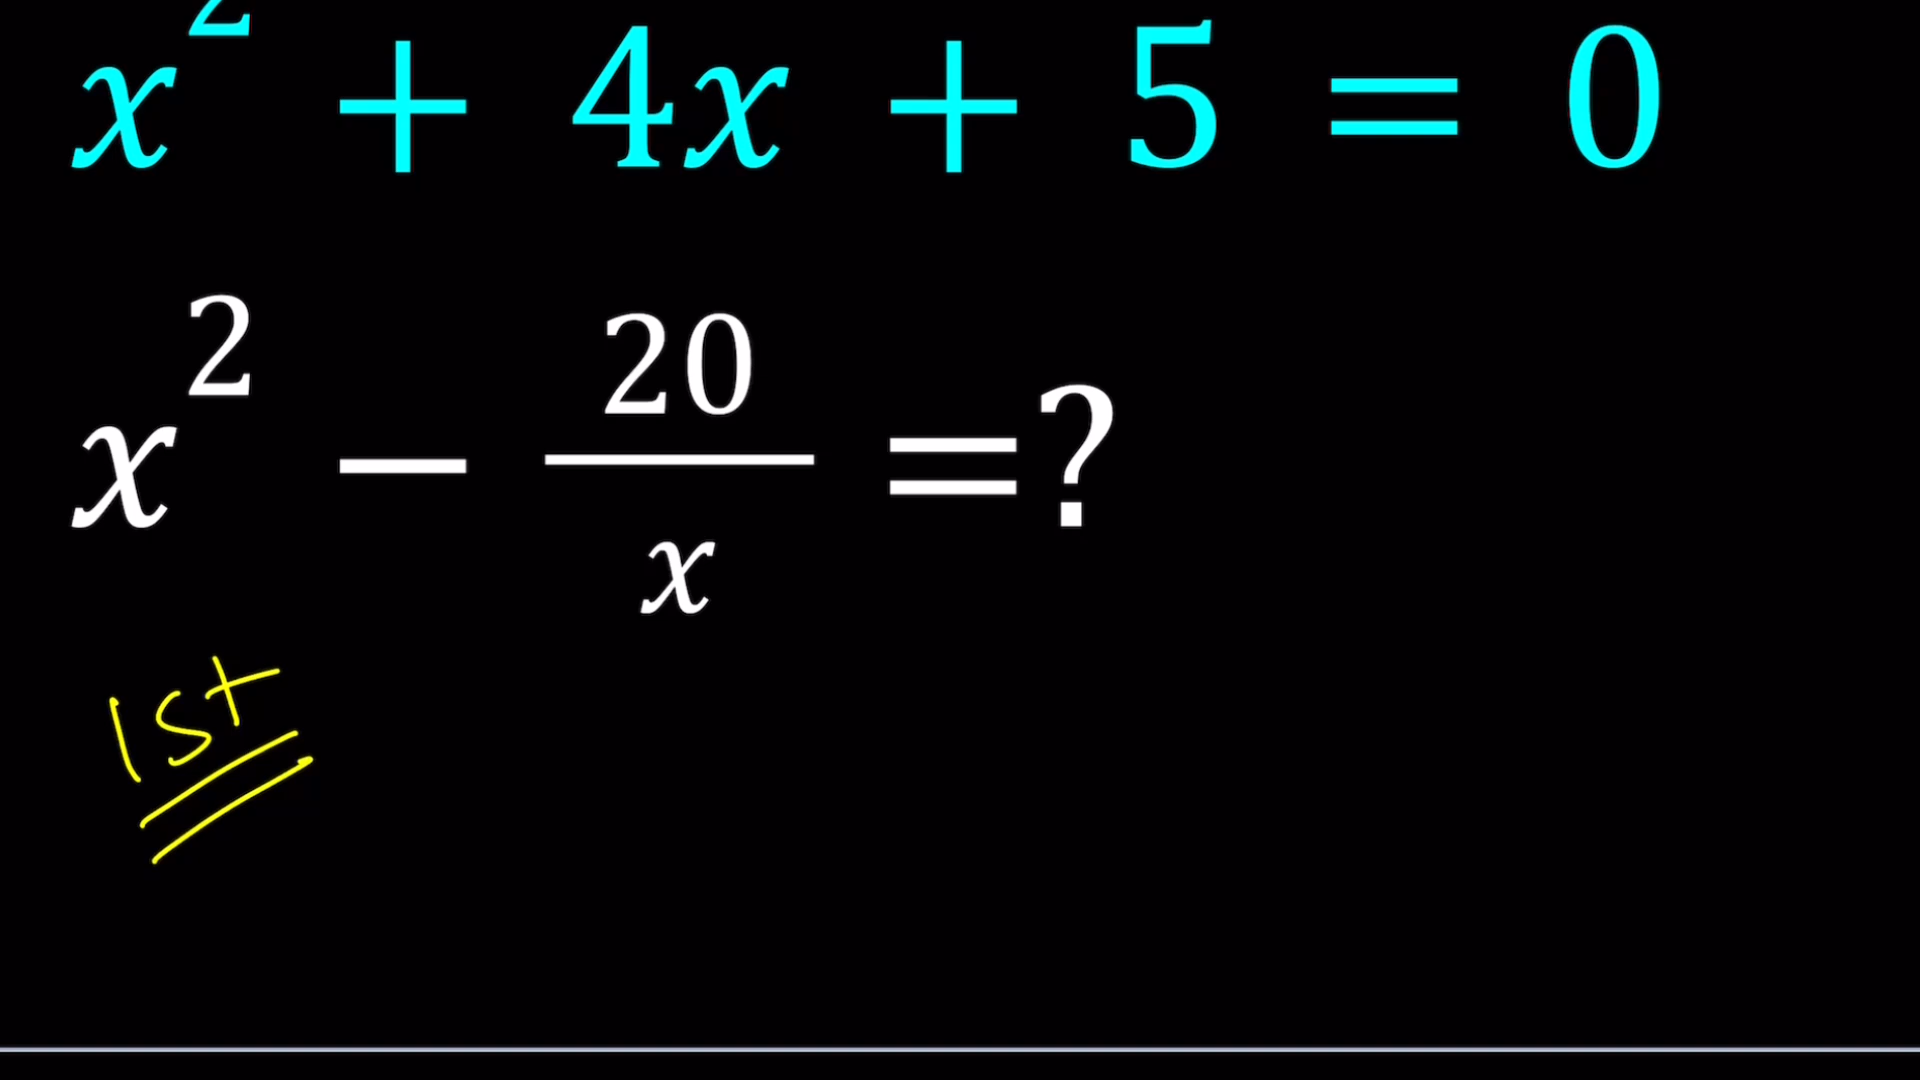 x² + 4x + 5 = 0
x² − 20/x =?
1st